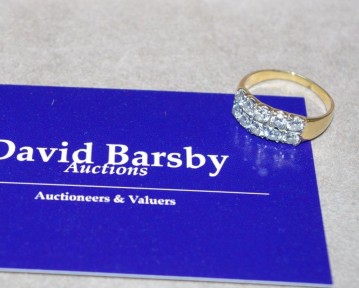 David Barsby
Auctions
Auctioneers & Valuers